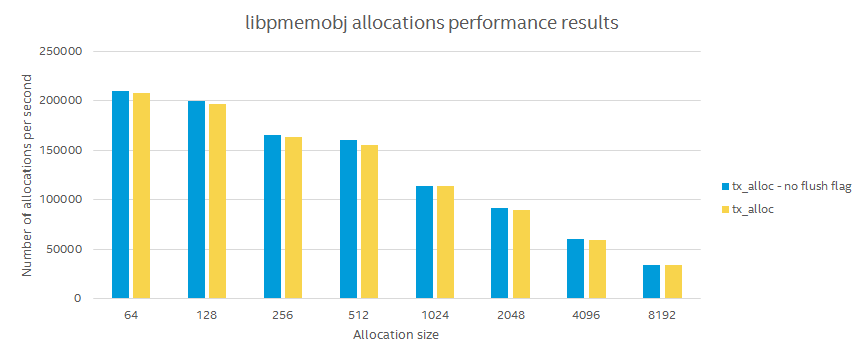 libpmemobj allocations performance results
Number of allocations per second
250000
200000
150000
100000
50000
0
64 128 256 512 1024 2048 4096 8192
Allocation size
tx_alloc - no flush flag
tx_alloc